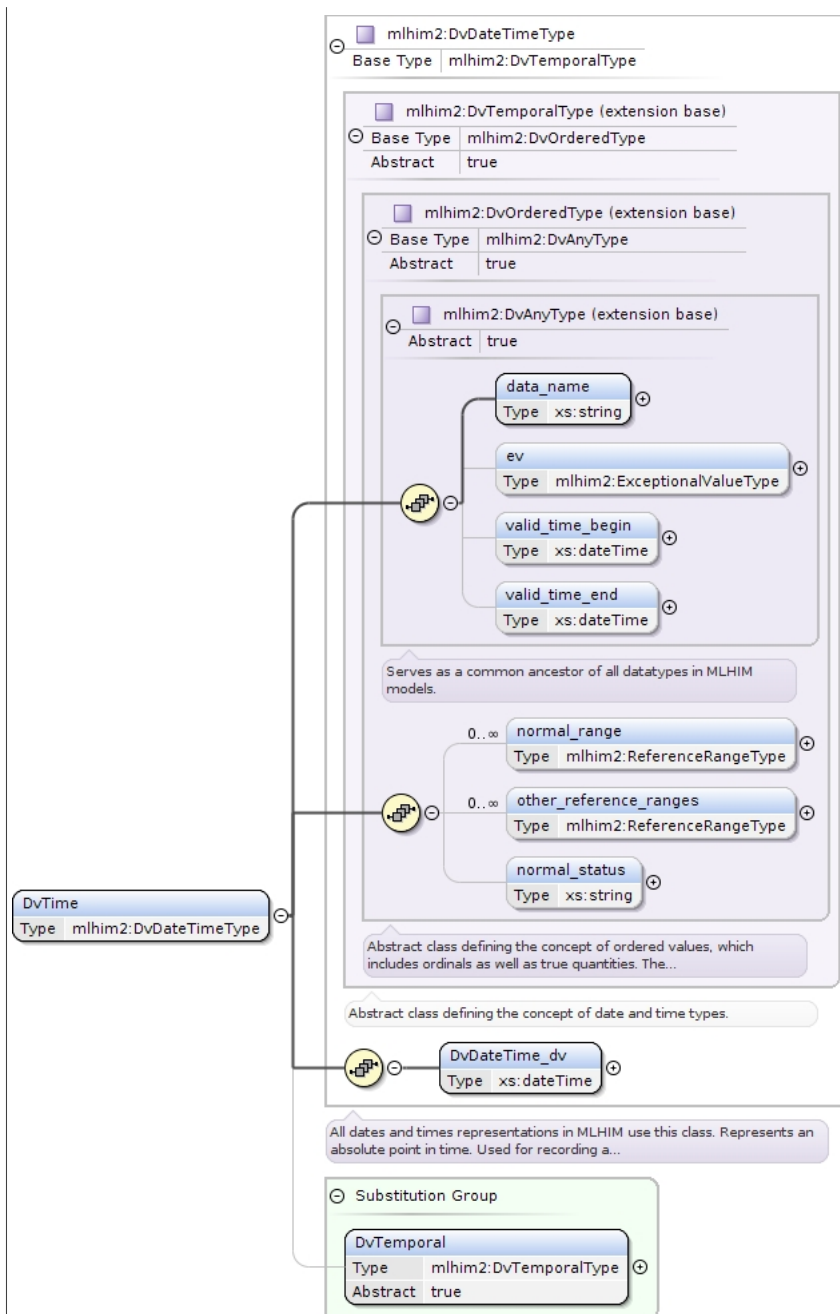 mlhim2:DvDateTimeType
Base Type mlhim2:DvTemporalType
mlhim2:DvTemporalType (extension base)
Base Type mlhim2:DvOrderedType
Abstract true
mlhim2:DvOrderedType (extension base)
Base Type mlhim2:DvAnyType
Abstract true
mlhim2:DvAnyType (extension base)
Abstract true
data_name
Type xs:string
ev
Type mlhim2:ExceptionalValueType
valid_time_begin
Type xs:dateTime
valid_time_end
Type xs:dateTime
Serves as a common ancestor of all datatypes in MLHIM
models.
0..∞ normal_range
Type mlhim2:ReferenceRangeType
0..∞ other_reference_ranges
Type mlhim2:ReferenceRangeType
normal_status
Type xs:string
DvTime
Type mlhim2:DvDateTimeType
Abstract class defining the concept of ordered values, which
includes ordinals as well as true quantities. The...
Abstract class defining the concept of date and time types.
DvDateTime_dv
Type xs:dateTime
All dates and times representations in MLHIM use this class. Represents an
absolute point in time. Used for recording a...
Substitution Group
DvTemporal
Type mlhim2:DvTemporalType
Abstract true